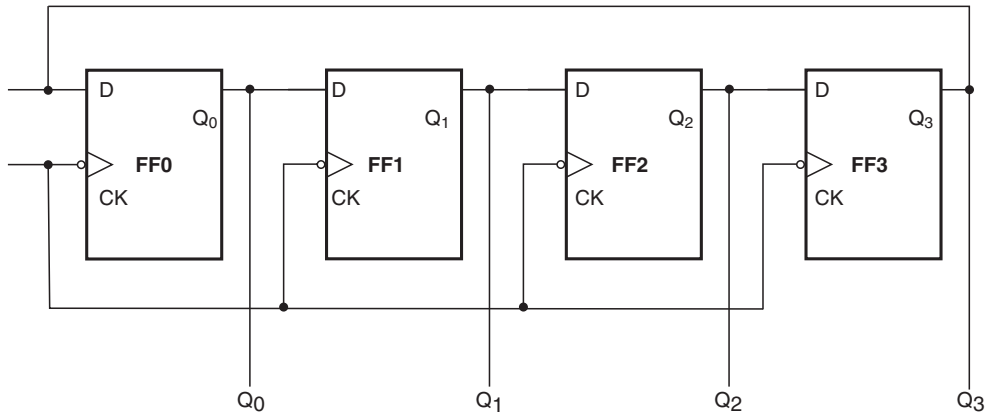 D D D D
Q0 Q1 Q2 Q3
FF0 FF1 FF2 FF3
CK CK CK CK
Q0 Q1 Q2 Q3